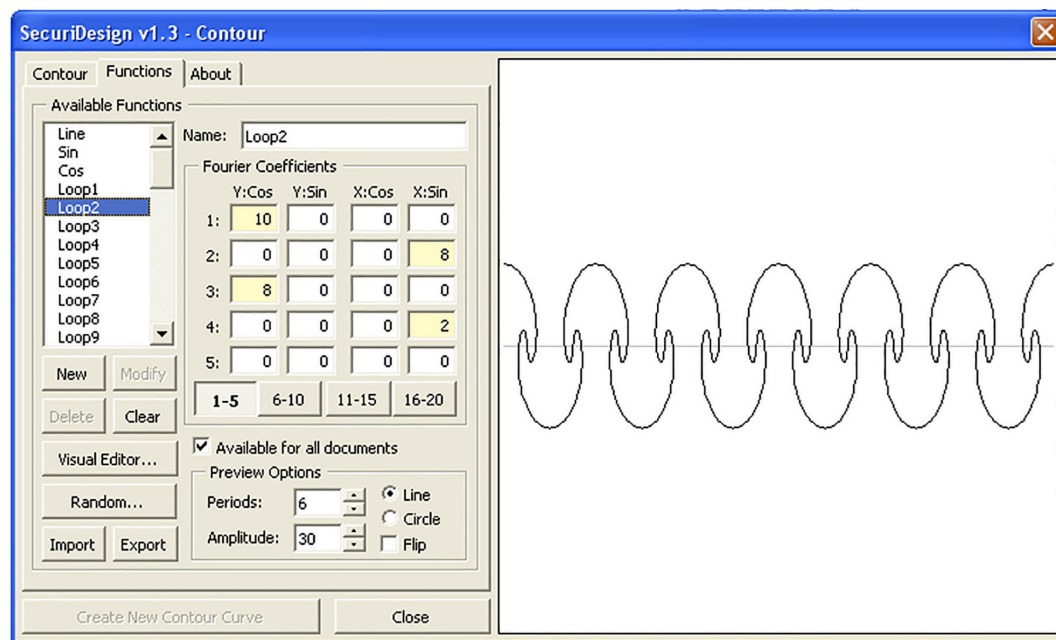 SecuriDesign v1.3 - Contour
Contour Functions About
Available Functions
Line
Sin
Cos
Loop1
Loop2
Loop3
Loop4
Loop5
Loop6
Loop7
Loop8
Loop9
New Modify
Delete Clear
Visual Editor...
Random...
Import Export
Name: Loop2
Fourier Coefficients
Y:Cos Y:Sin X:Cos X:Sin
1: 10 0 0 0
2: 0 0 0 8
3: 8 0 0 0
4: 0 0 0 2
5: 0 0 0 0
1-5 6-10 11-15 16-20
Available for all documents
Preview Options
Periods: 6 Line
Circle
Amplitude: 30 Flip
Create New Contour Curve Close